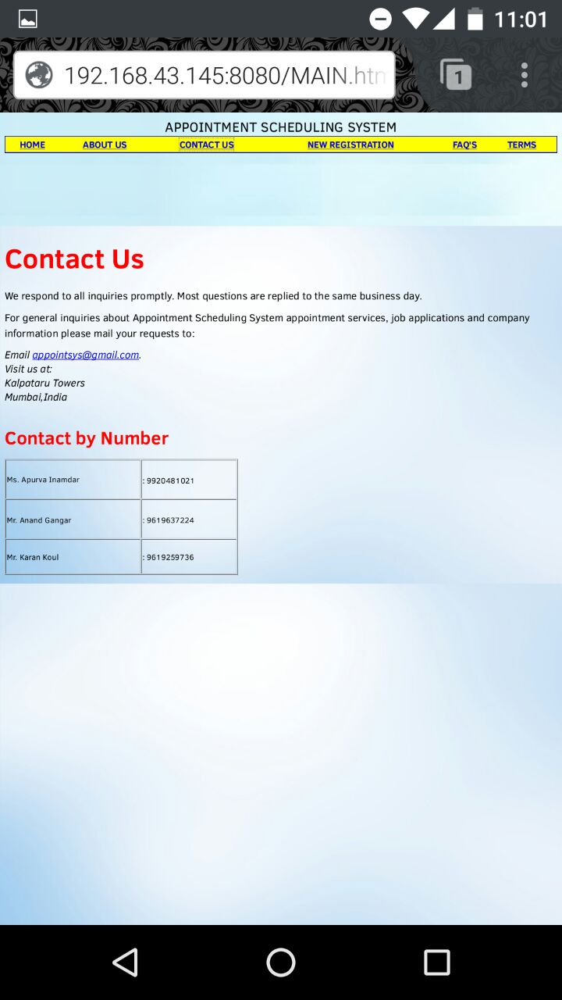 11:01
192.168.43.145:8080/MAIN.htm
1
APPOINTMENT SCHEDULING SYSTEM
HOME ABOUT US CONTACT US NEW REGISTRATION FAQ'S TERMS
Contact Us
We respond to all inquiries promptly. Most questions are replied to the same business day.
For general inquiries about Appointment Scheduling System appointment services, job applications and company
information please mail your requests to:
Email appointsys@gmail.com.
Visit us at:
Kalpataru Towers
Mumbai,India
Contact by Number
Ms. Apurva Inamdar : 9920481021
Mr. Anand Gangar : 9619637224
Mr. Karan Koul : 9619259736